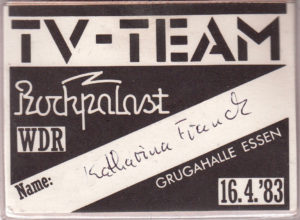 TV-TEAM
Rockpalast
WDR
Name: Katharina Franck
GRUGAHALLE ESSEN
16.4.'83